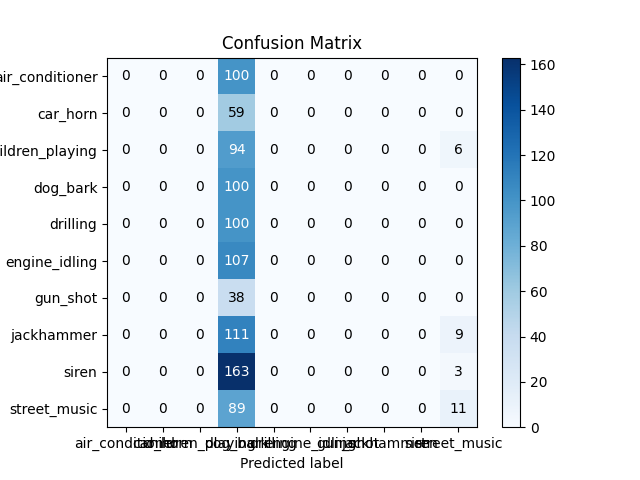 Confusion Matrix
air_conditioner 0 0 0 100 0 0 0 0 0 0
car_horn 0 0 0 59 0 0 0 0 0 0
ildren_playing 0 0 0 94 0 0 0 0 0 6
dog_bark 0 0 0 100 0 0 0 0 0 0
drilling 0 0 0 100 0 0 0 0 0 0
engine_idling 0 0 0 107 0 0 0 0 0 0
gun_shot 0 0 0 38 0 0 0 0 0 0
jackhammer 0 0 0 111 0 0 0 0 0 9
siren 0 0 0 163 0 0 0 0 0 3
street_music 0 0 0 89 0 0 0 0 0 11
street_music
Predicted label
160
140
120
100
80
60
40
20
0